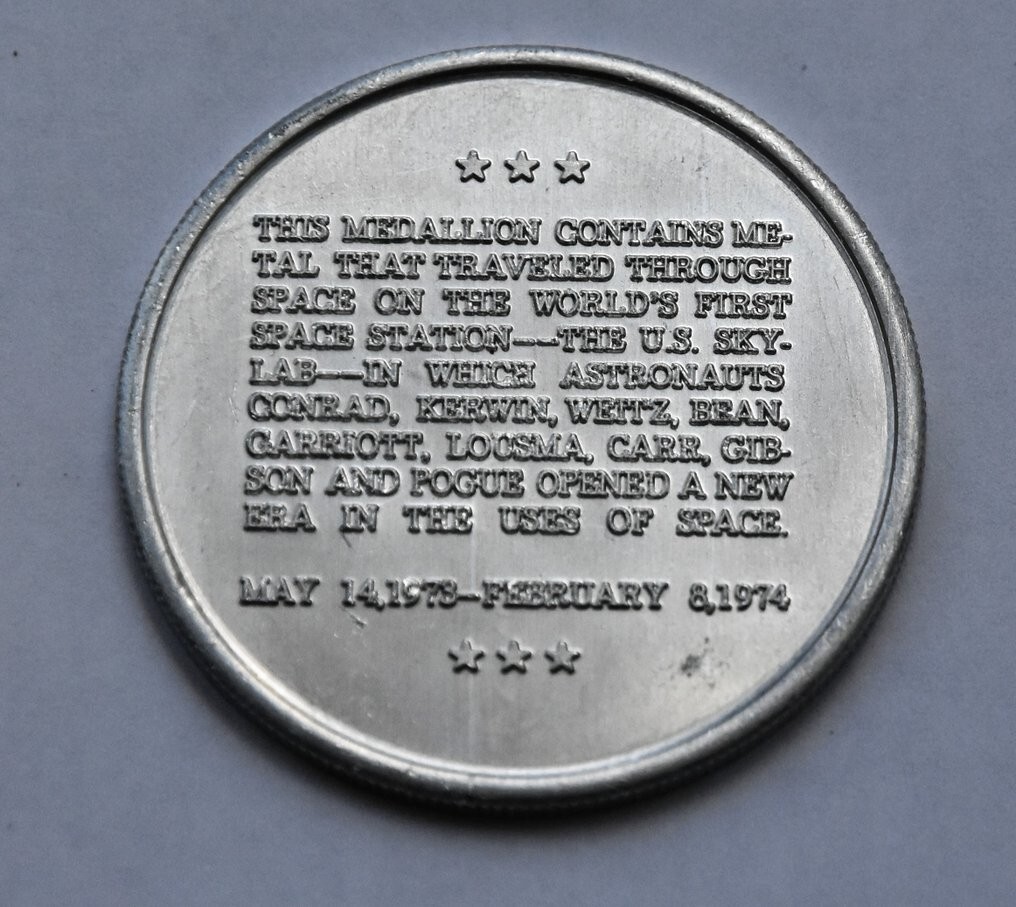 THIS MEDALLION CONTAINS ME-
TAL THAT TRAVELED THROUGH
SPACE ON THE WORLD'S FIRST
SPACE STATION——THE U.S. SKY-
LAB——IN WHICH ASTRONAUTS
CONRAD, KERWIN, WEITZ, BEAN,
GARRIOTT, LOUSMA, CARR, GIB-
SON AND POGUE OPENED A NEW
ERA IN THE USES OF SPACE.
MAY 14,1973—FEBRUARY 8,1974